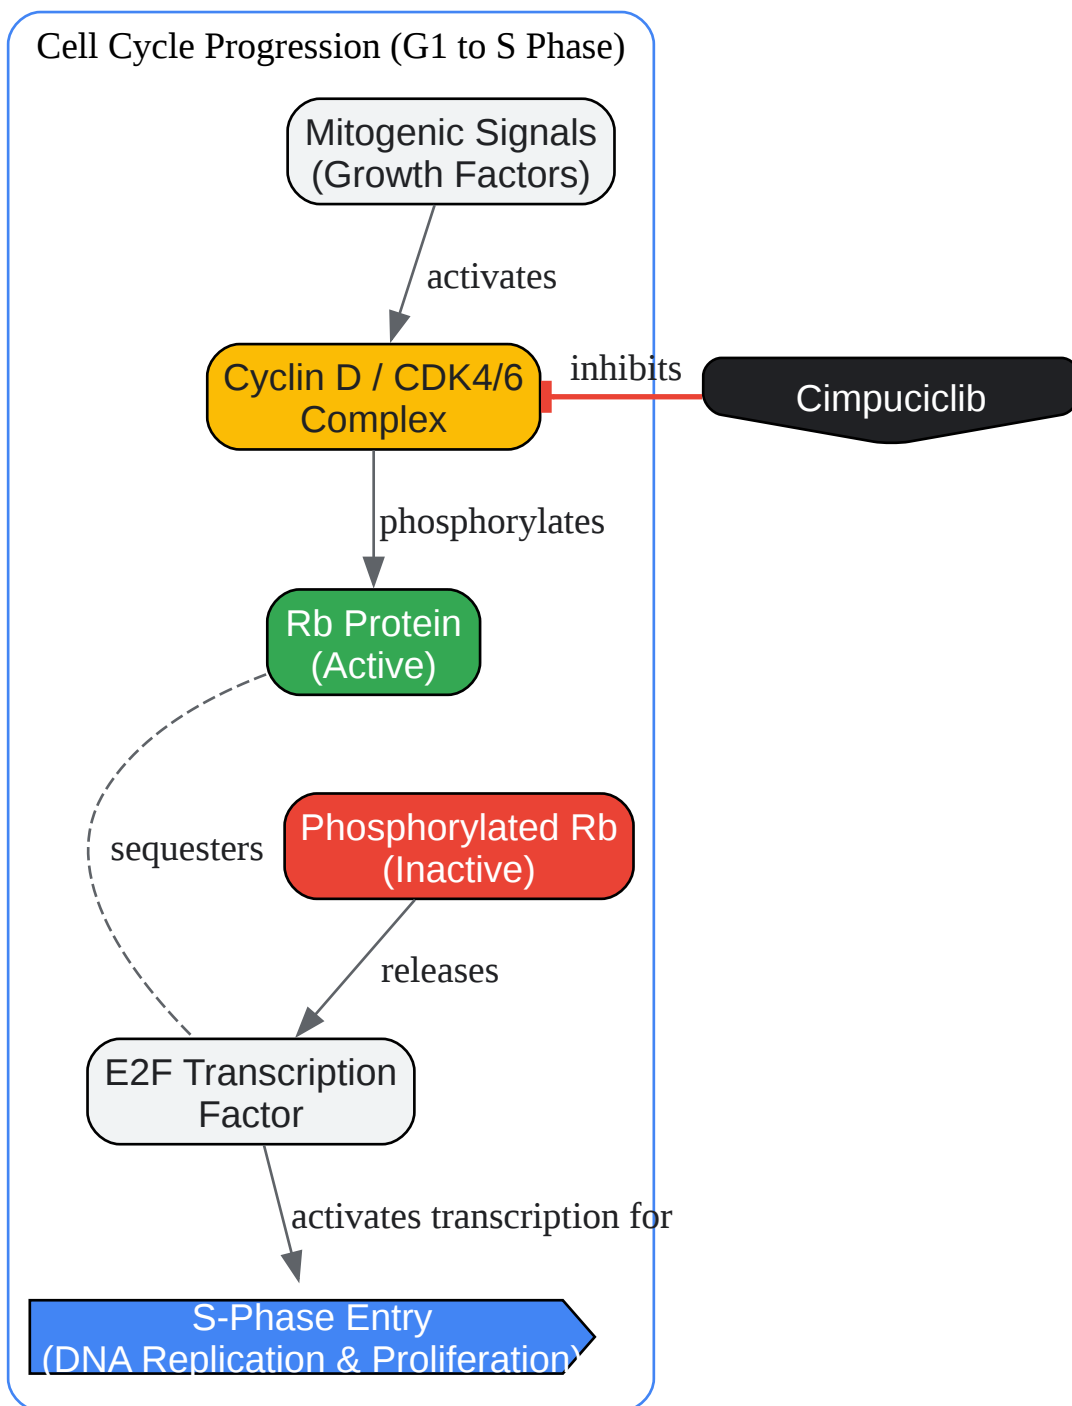 Cell Cycle Progression (G1 to S Phase)
Mitogenic Signals
(Growth Factors)
activates
Cyclin D / CDK4/6
Complex
inhibits
Cimpuciclib
phosphorylates
Rb Protein
(Active)
sequesters
Phosphorylated Rb
(Inactive)
releases
E2F Transcription
Factor
activates transcription for
S-Phase Entry
(DNA Replication & Proliferation)